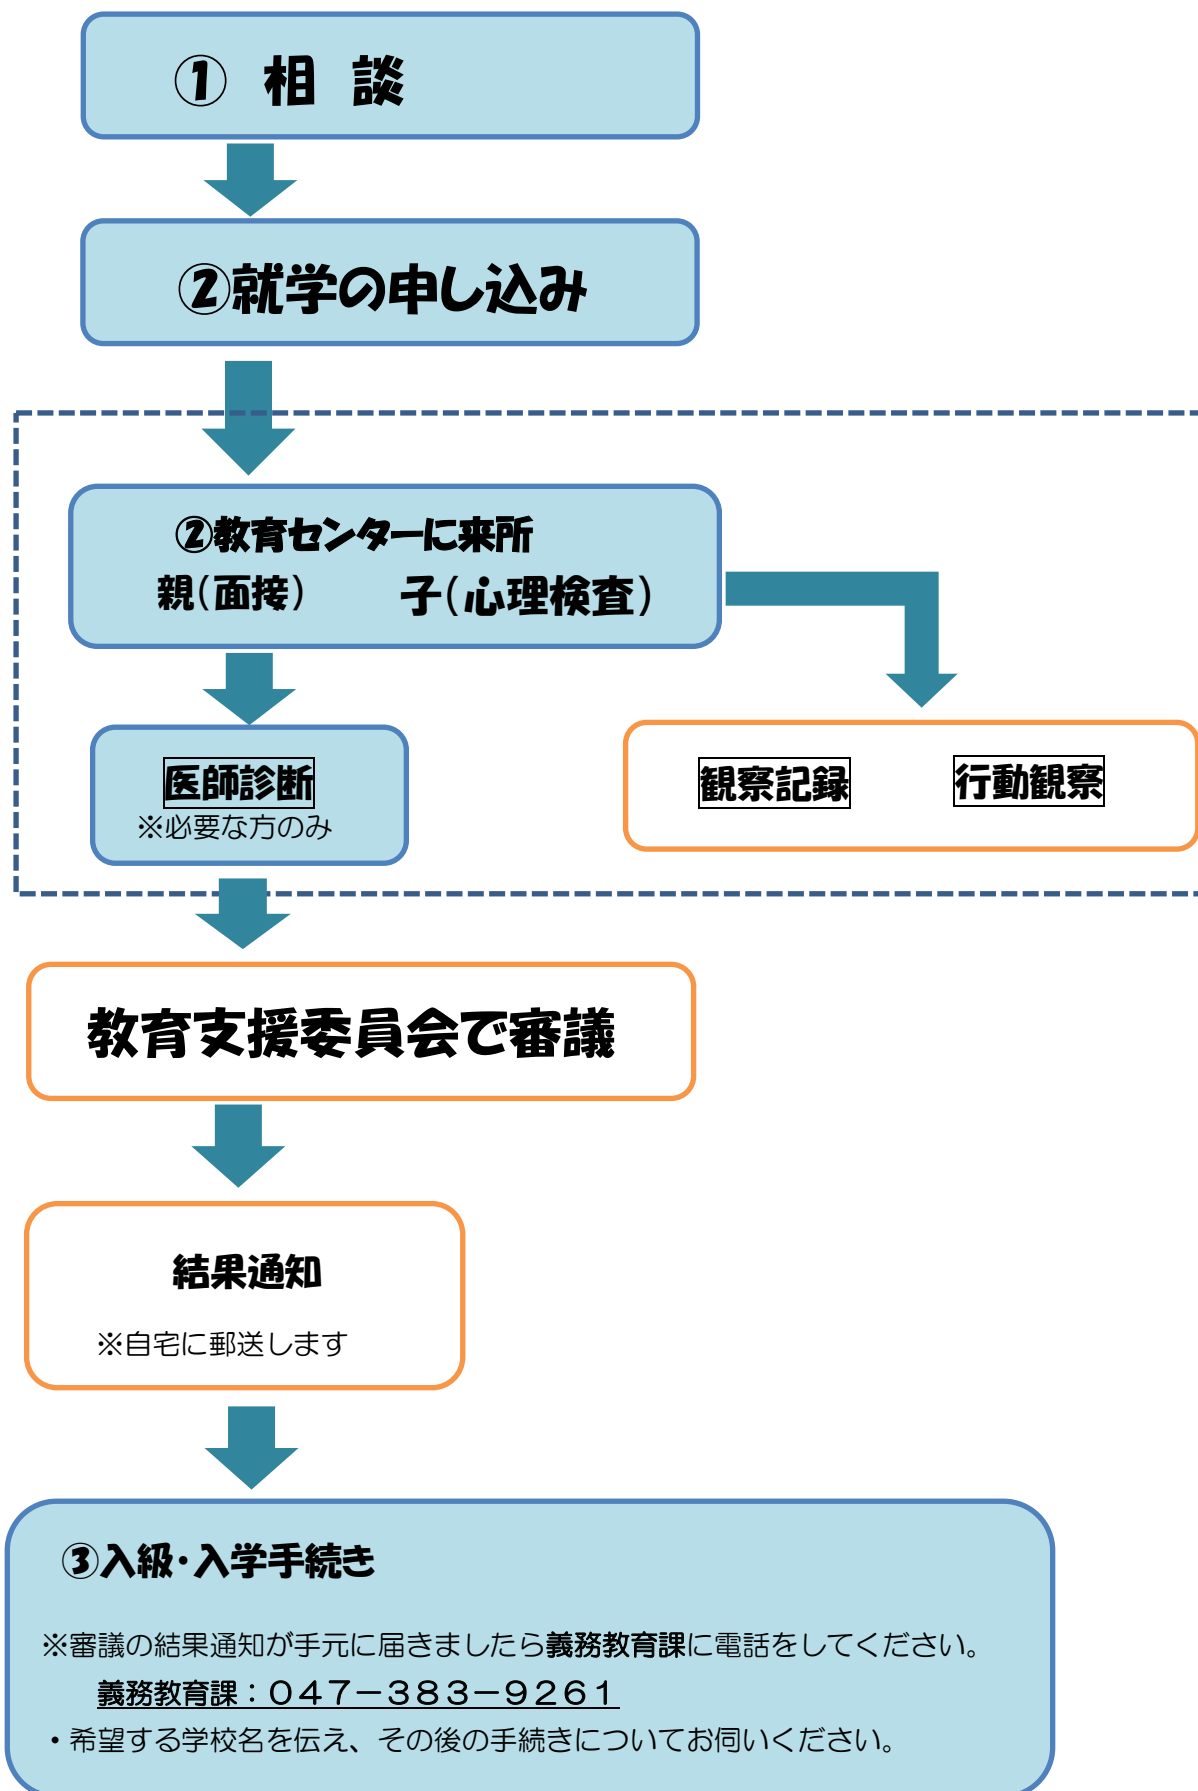 ① 相 談
②就学の申し込み
②教育センターに来所
親(面接) 子(心理検査)
医師診断
※必要な方のみ
観察記録 行動観察
教育支援委員会で審議
結果通知
※自宅に郵送します
③入級・入学手続き
※審議の結果通知が手元に届きましたら義務教育課に電話をしてください。
義務教育課：０４７－３８３－９２６１
・希望する学校名を伝え、その後の手続きについてお伺いください。